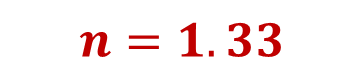 n = 1.33